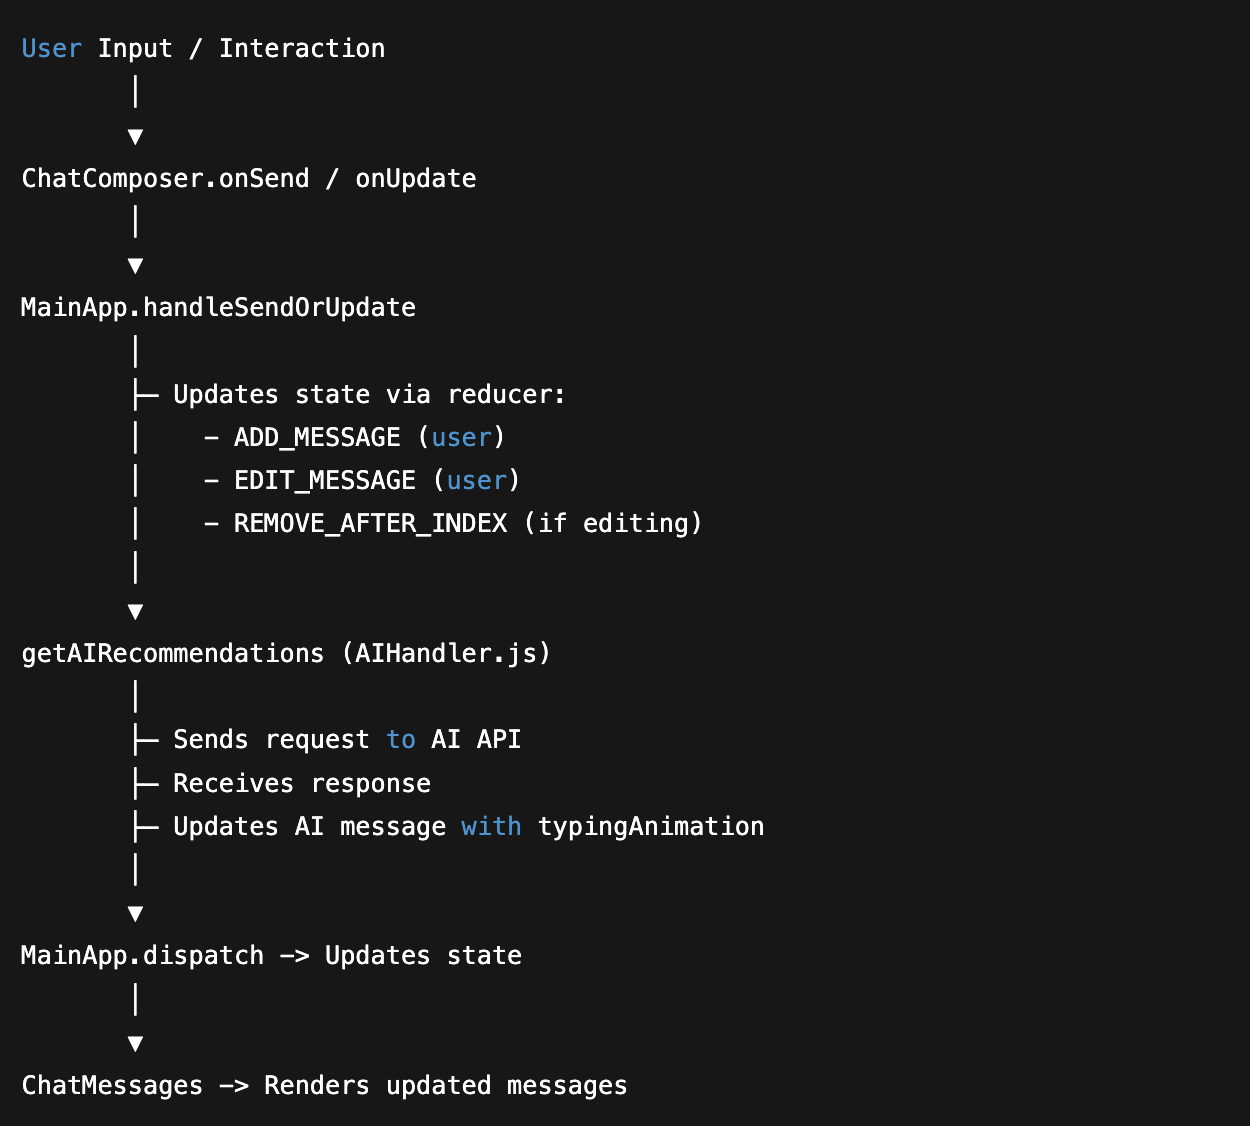 User Input / Interaction
│
▼
ChatComposer.onSend / onUpdate
│
▼
MainApp.handleSendOrUpdate
│
├─ Updates state via reducer:
│    - ADD_MESSAGE (user)
│    - EDIT_MESSAGE (user)
│    - REMOVE_AFTER_INDEX (if editing)
│
▼
getAIRecommendations (AIHandler.js)
│
├─ Sends request to AI API
├─ Receives response
├─ Updates AI message with typingAnimation
│
▼
MainApp.dispatch -> Updates state
│
▼
ChatMessages -> Renders updated messages